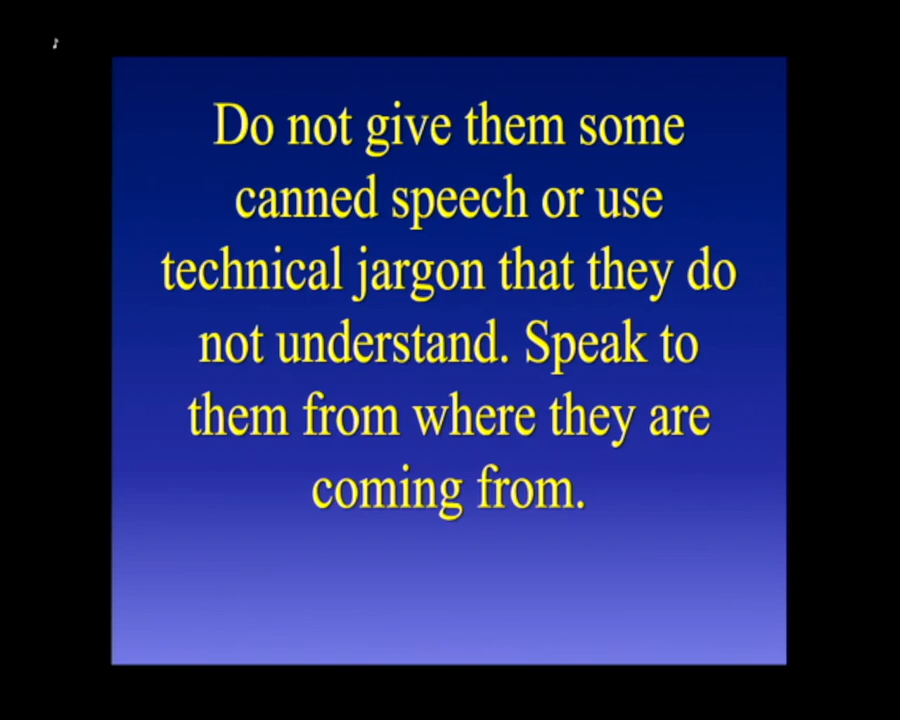 Do not give them some
canned speech or use
technical jargon that they do
not understand. Speak to
them from where they are
coming from.